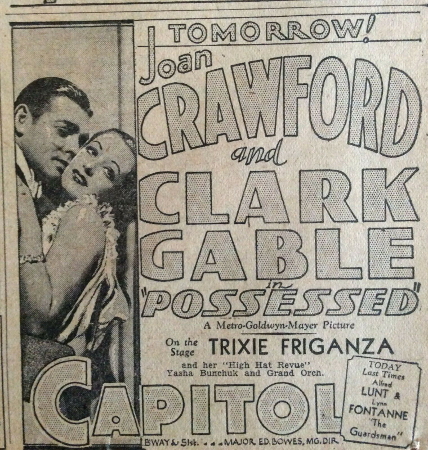 TOMORROW!
Joan
CRAWFORD
and
CLARK
GABLE
in
"POSSESSED"
A Metro-Goldwyn-Mayer Picture
On the
Stage
TRIXIE FRIGANZA
and her "High Hat Revue"
Yasha Bunchuk and Grand Orch.
CAPITOL
BWAY & 51st. ... MAJOR ED. BOWES, MG. DIR.
TODAY
Last Times
Alfred
LUNT &
Lynn
FONTANNE
"The
Guardsman"